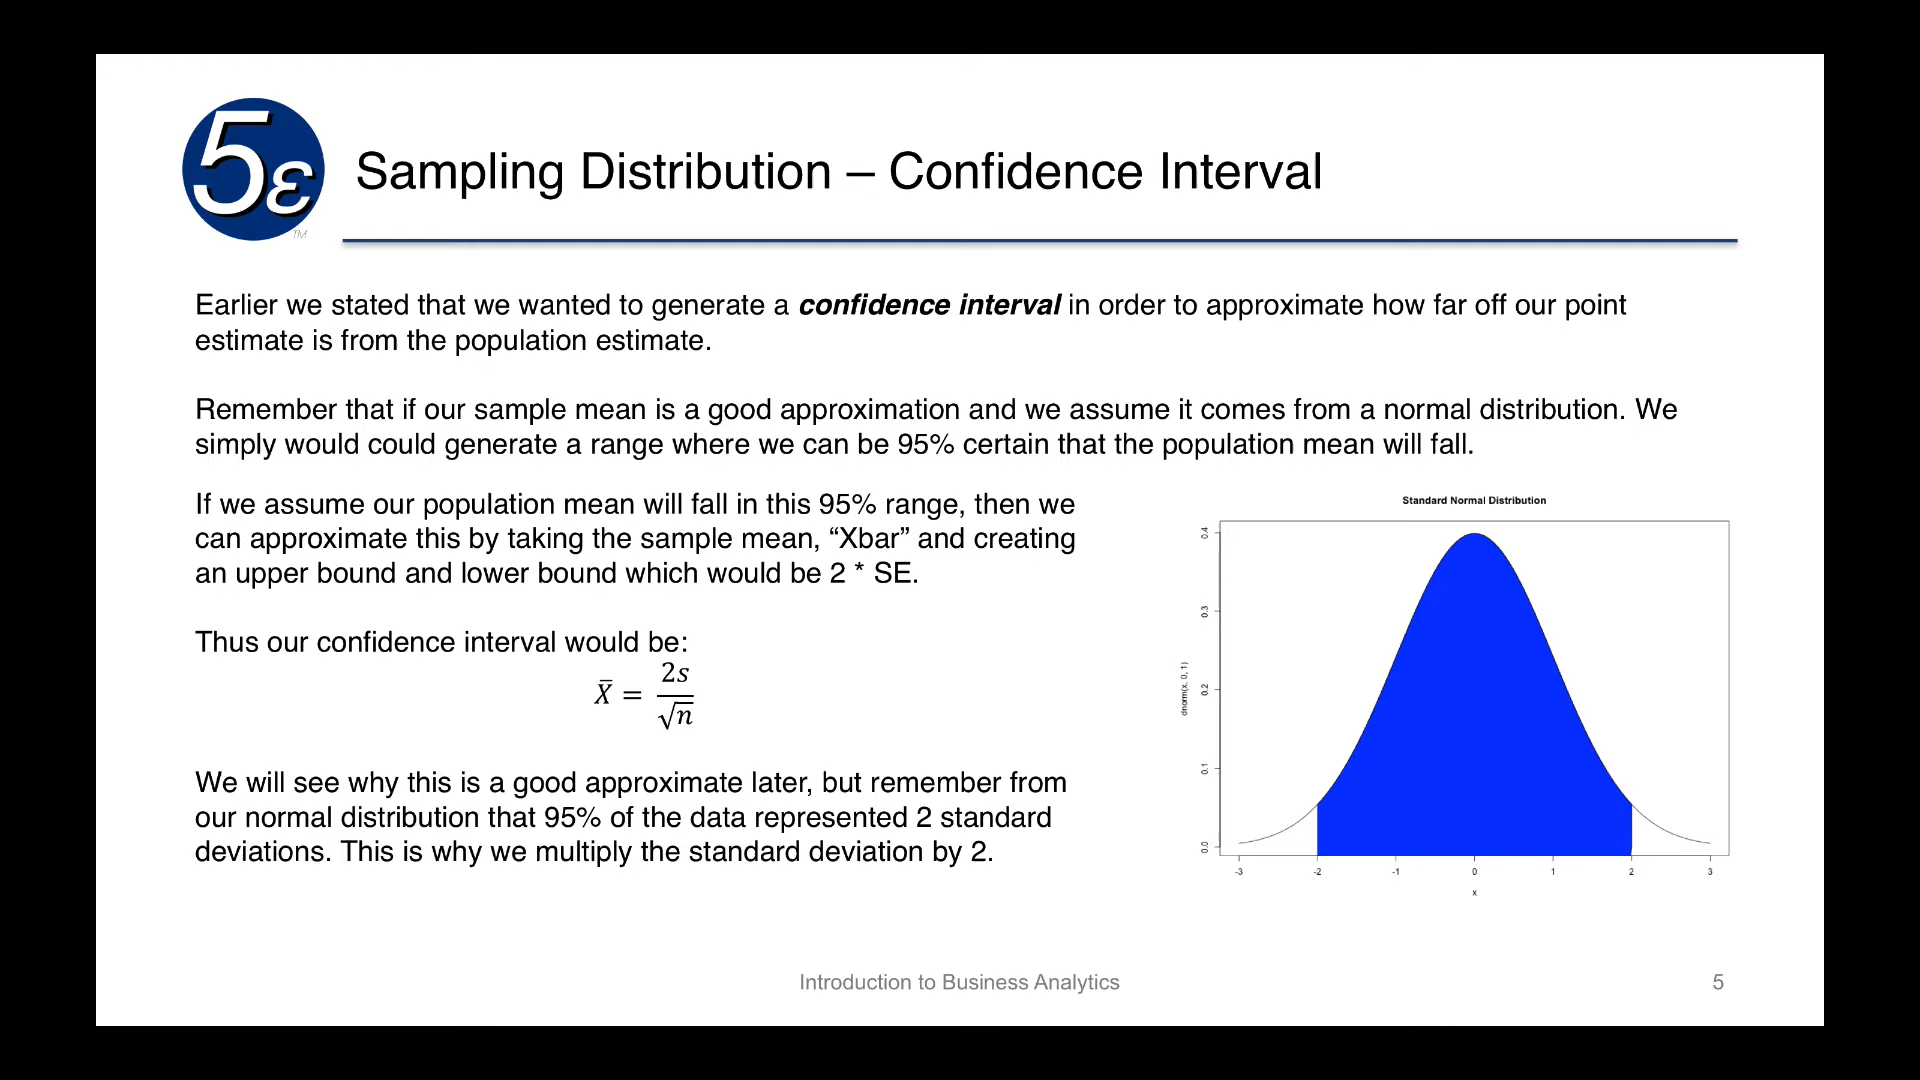 5ε
TM
Sampling Distribution – Confidence Interval
Earlier we stated that we wanted to generate a confidence interval in order to approximate how far off our point
estimate is from the population estimate.
Remember that if our sample mean is a good approximation and we assume it comes from a normal distribution. We
simply would could generate a range where we can be 95% certain that the population mean will fall.
If we assume our population mean will fall in this 95% range, then we
can approximate this by taking the sample mean, “Xbar” and creating
an upper bound and lower bound which would be 2 * SE.
Thus our confidence interval would be:
X̄ = 2s / √n
We will see why this is a good approximate later, but remember from
our normal distribution that 95% of the data represented 2 standard
deviations. This is why we multiply the standard deviation by 2.
Standard Normal Distribution
dnorm(x, 0, 1)
0.4
0.3
0.2
0.1
0.0
-3 -2 -1 0 1 2 3
x
Introduction to Business Analytics
5